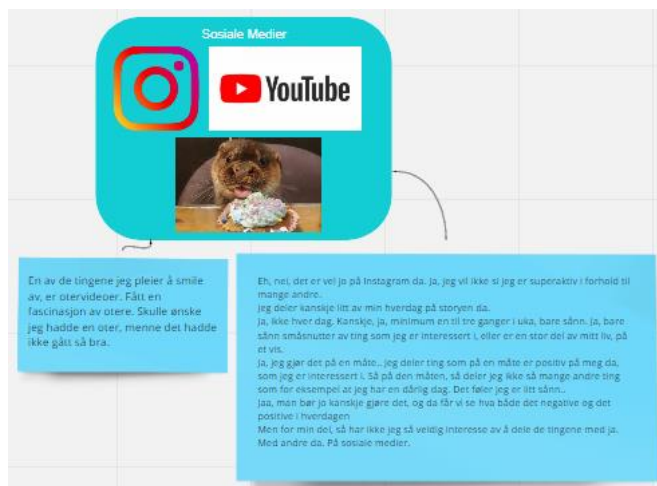 Sosiale Medier
YouTube
En av de tingene jeg pleier å smile
av, er otervideoer. Fått en
fascinasjon av otere. Skulle ønske
jeg hadde en oter, menne det hadde
ikke gått så bra.
Eh, nei, det er vel jo på Instagram da. Ja, jeg vil ikke si jeg er superaktiv i forhold til
mange andre.
Jeg deler kanskje litt av min hverdag på storyen da.
Ja, ikke hver dag. Kanskje, ja, minimum en til tre ganger i uka, bare sånn. Ja, bare
sånn småsnutter av ting som jeg er interessert i, eller er en stor del av mitt liv, på
et vis.
Ja, jeg gjør det på en måte.. Jeg deler ting som på en måte er positiv på meg da,
som jeg er interessert i. Så på den måten, så deler jeg ikke så mange andre ting
som for eksempel at jeg har en dårlig dag. Det føler jeg er litt sånn..
Jaa, man bør jo kanskje gjøre det, og da får vi se hva både det negative og det
positive i hverdagen
Men for min del, så har ikke jeg så veldig interesse av å dele de tingene med ja.
Med andre da. På sosiale medier.